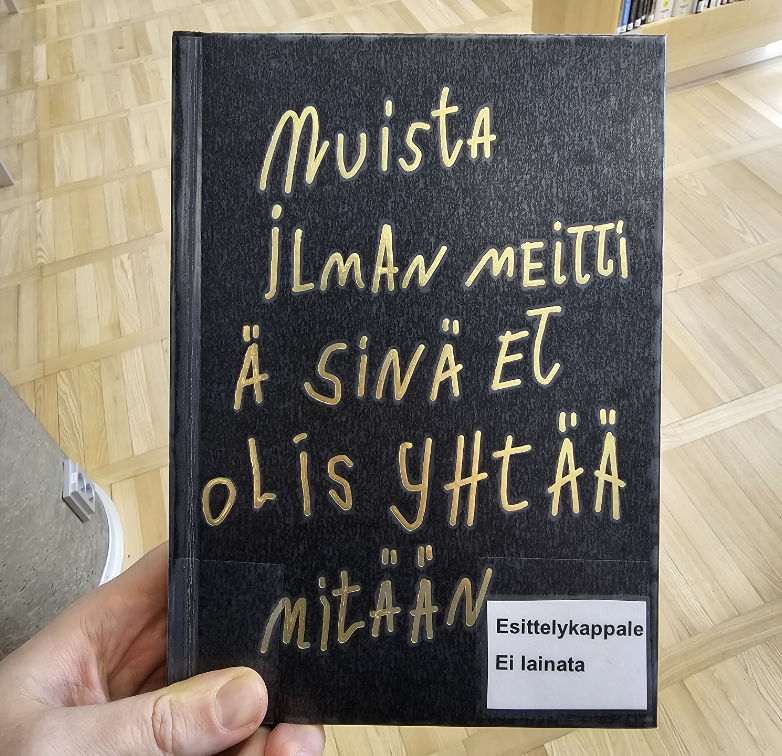 Muista
ilman meitti
ä sinä et
olis yhtää
mitään
Esittelykappale
Ei lainata